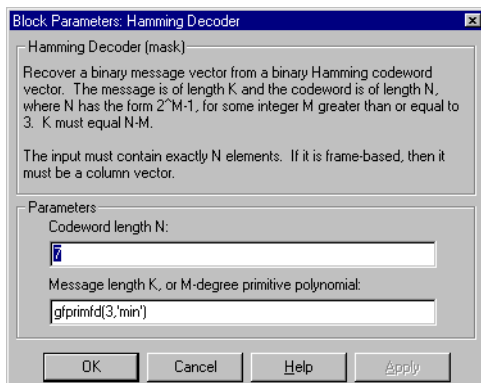 Block Parameters: Hamming Decoder
Hamming Decoder (mask)
Recover a binary message vector from a binary Hamming codeword
vector.  The message is of length K and the codeword is of length N,
where N has the form 2^M-1, for some integer M greater than or equal to
3.  K must equal N-M.
The input must contain exactly N elements.  If it is frame-based, then it
must be a column vector.
Parameters
Codeword length N:
7
Message length K, or M-degree primitive polynomial:
gfprimfd(3,'min')
OK Cancel Help Apply